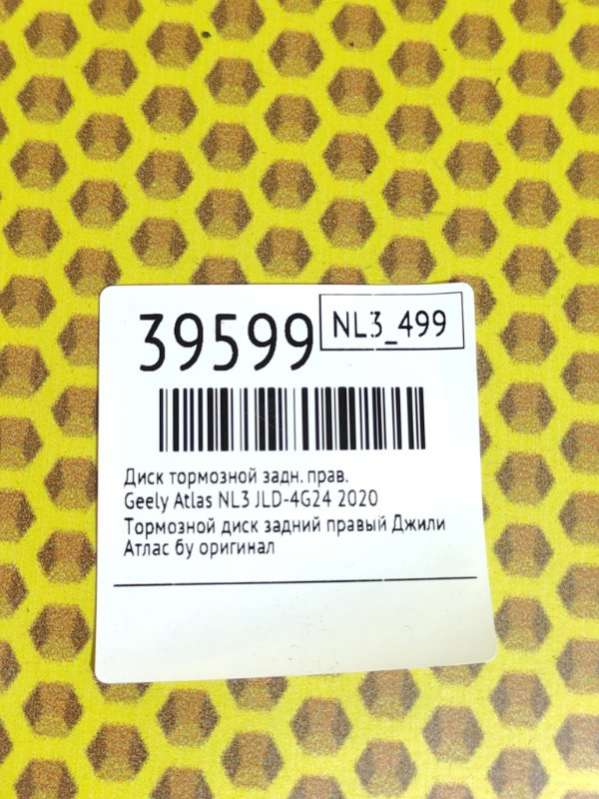 39599
NL3_499
Диск тормозной задн. прав.
Geely Atlas NL3 JLD-4G24 2020
Тормозной диск задний правый Джили
Атлас бу оригинал